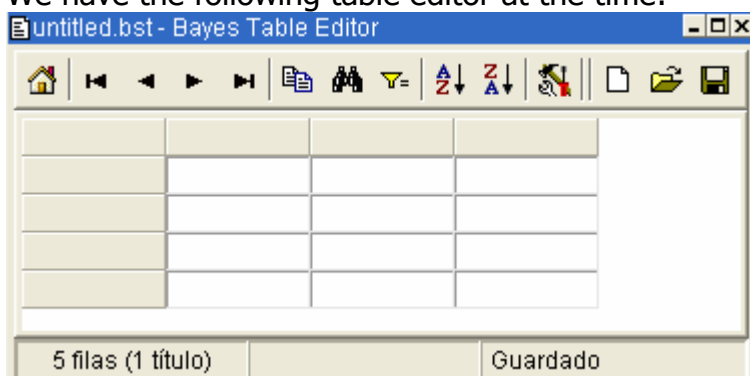 We have the following table editor at the time:
untitled.bst - Bayes Table Editor
A
Z
Z
A
5 filas (1 título)
Guardado